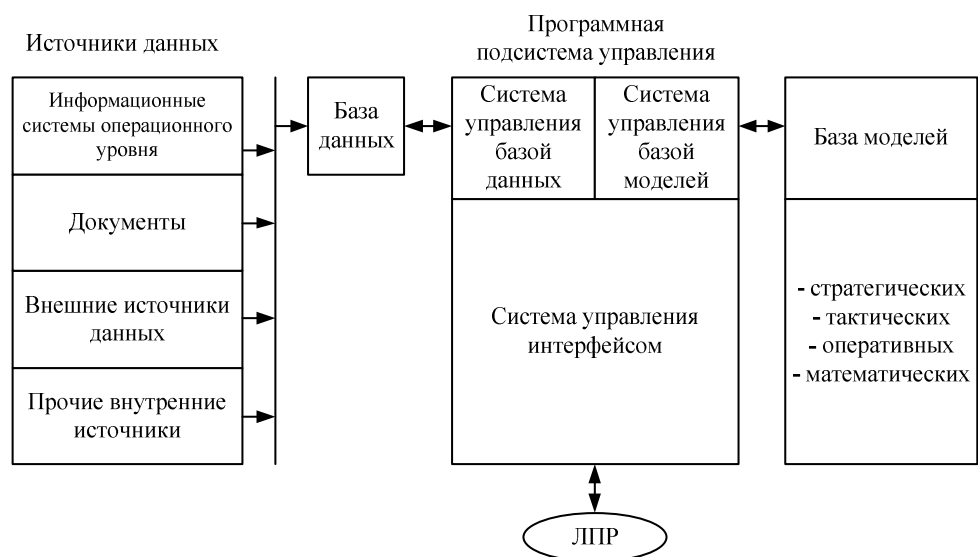 Источники данных
Информационные
системы операционного
уровня
Документы
Внешние источники
данных
Прочие внутренние
источники
База
данных
Программная
подсистема управления
Система
управления
базой
данных
Система
управления
базой
моделей
Система управления
интерфейсом
ЛПР
База моделей
- стратегических
- тактических
- оперативных
- математических